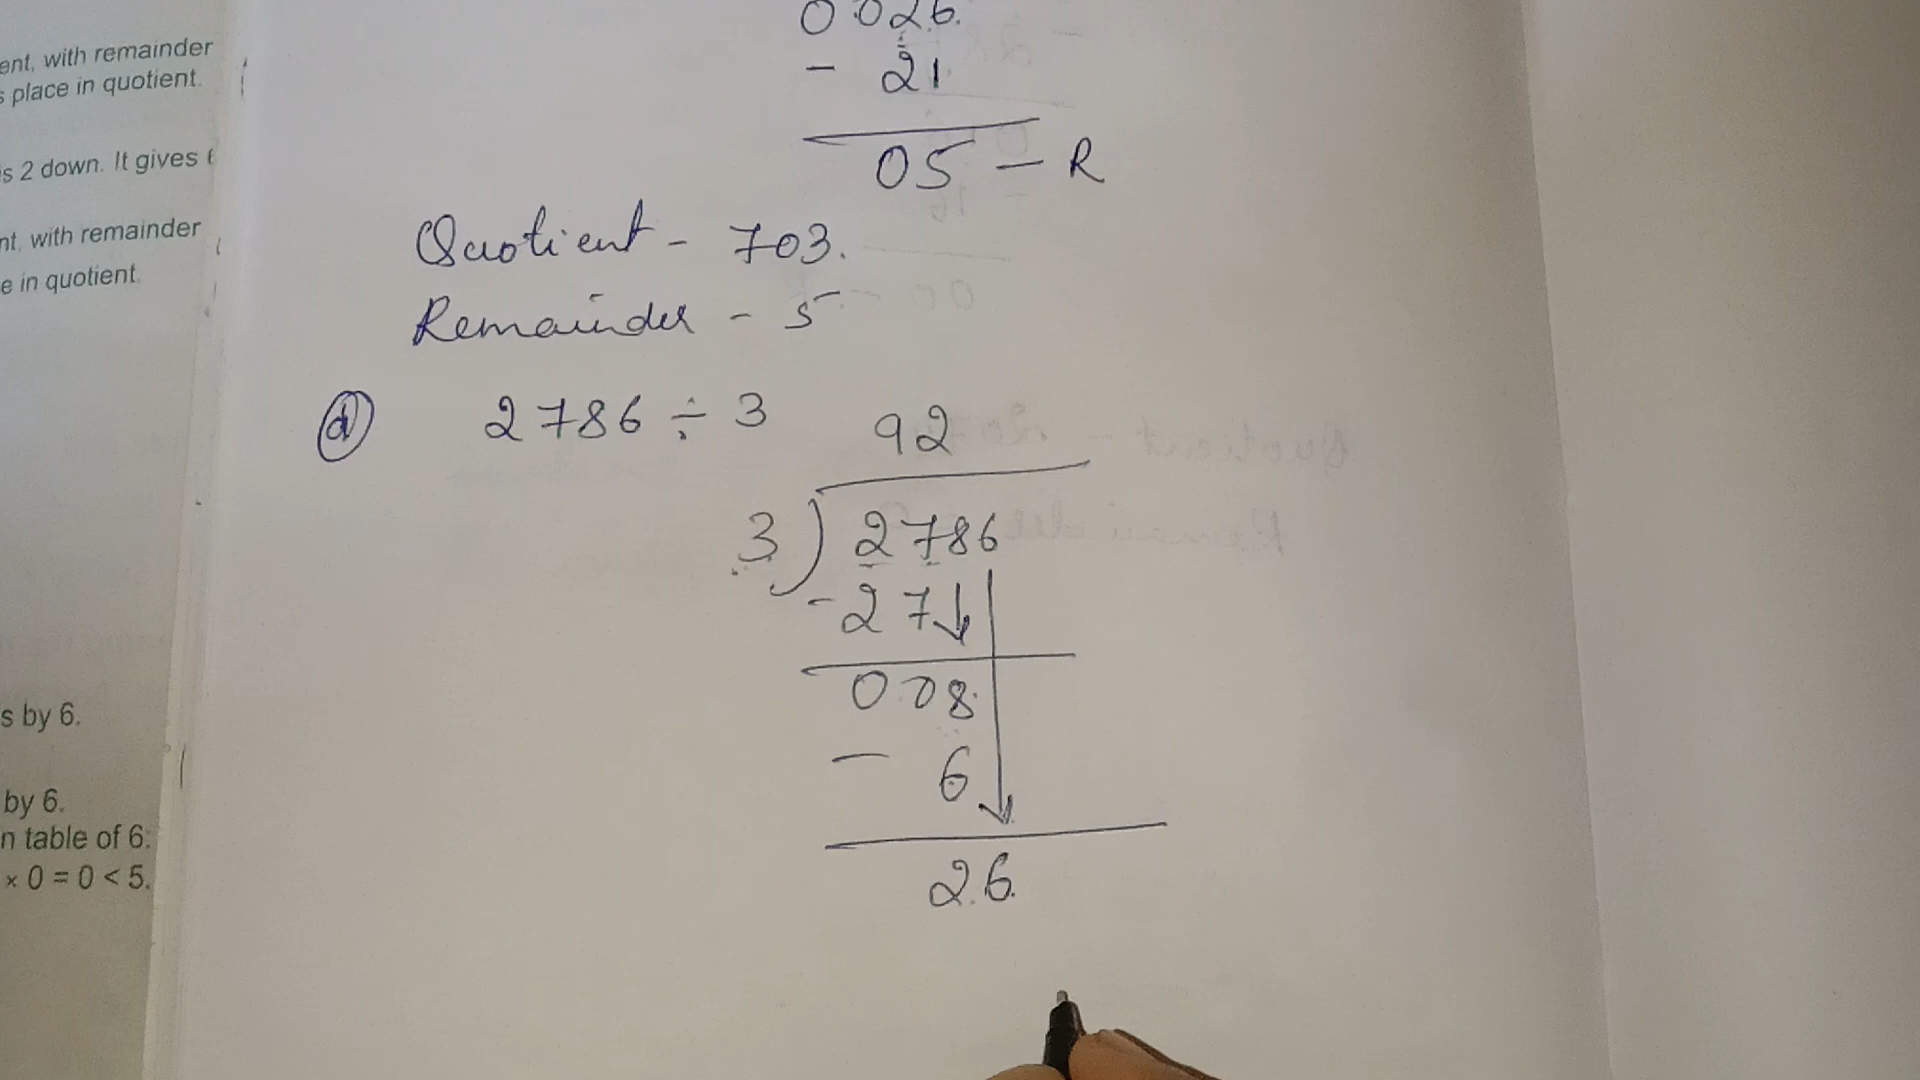 ent, with remainder
place in quotient.
s 2 down. It gives
nt, with remainder
e in quotient.
s by 6.
by 6.
n table of 6.
× 0 = 0 < 5.
0026.
- 21
05 - R
Quotient - 703.
Remainder - 5
(d) 2786 ÷ 3
92
3) 2786
- 27
008
- 6
26